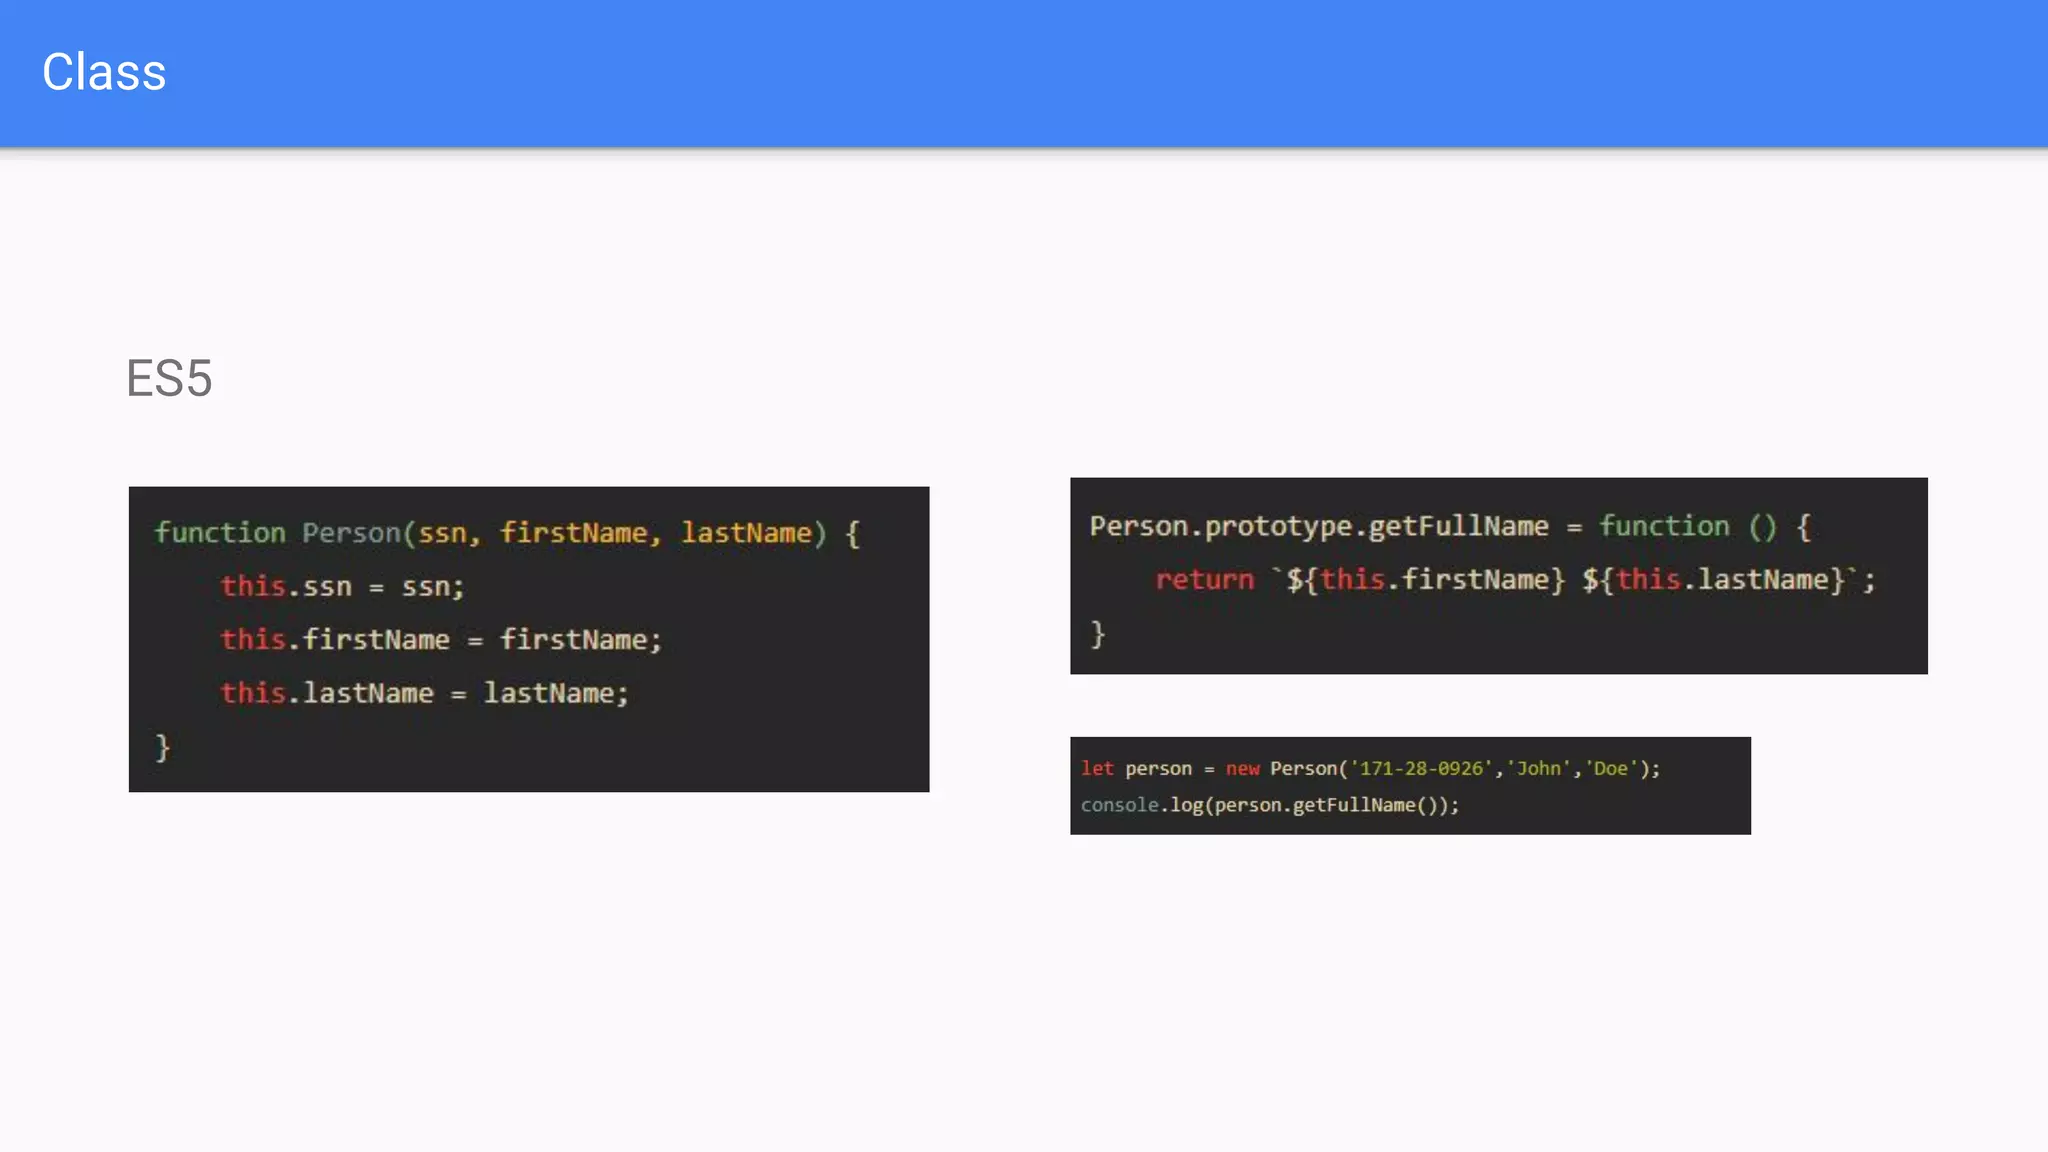 Class
ES5
function Person(ssn, firstName, lastName) {
    this.ssn = ssn;
    this.firstName = firstName;
    this.lastName = lastName;
}
Person.prototype.getFullName = function () {
    return `${this.firstName} ${this.lastName}`;
}
let person = new Person('171-28-0926','John','Doe');
console.log(person.getFullName());